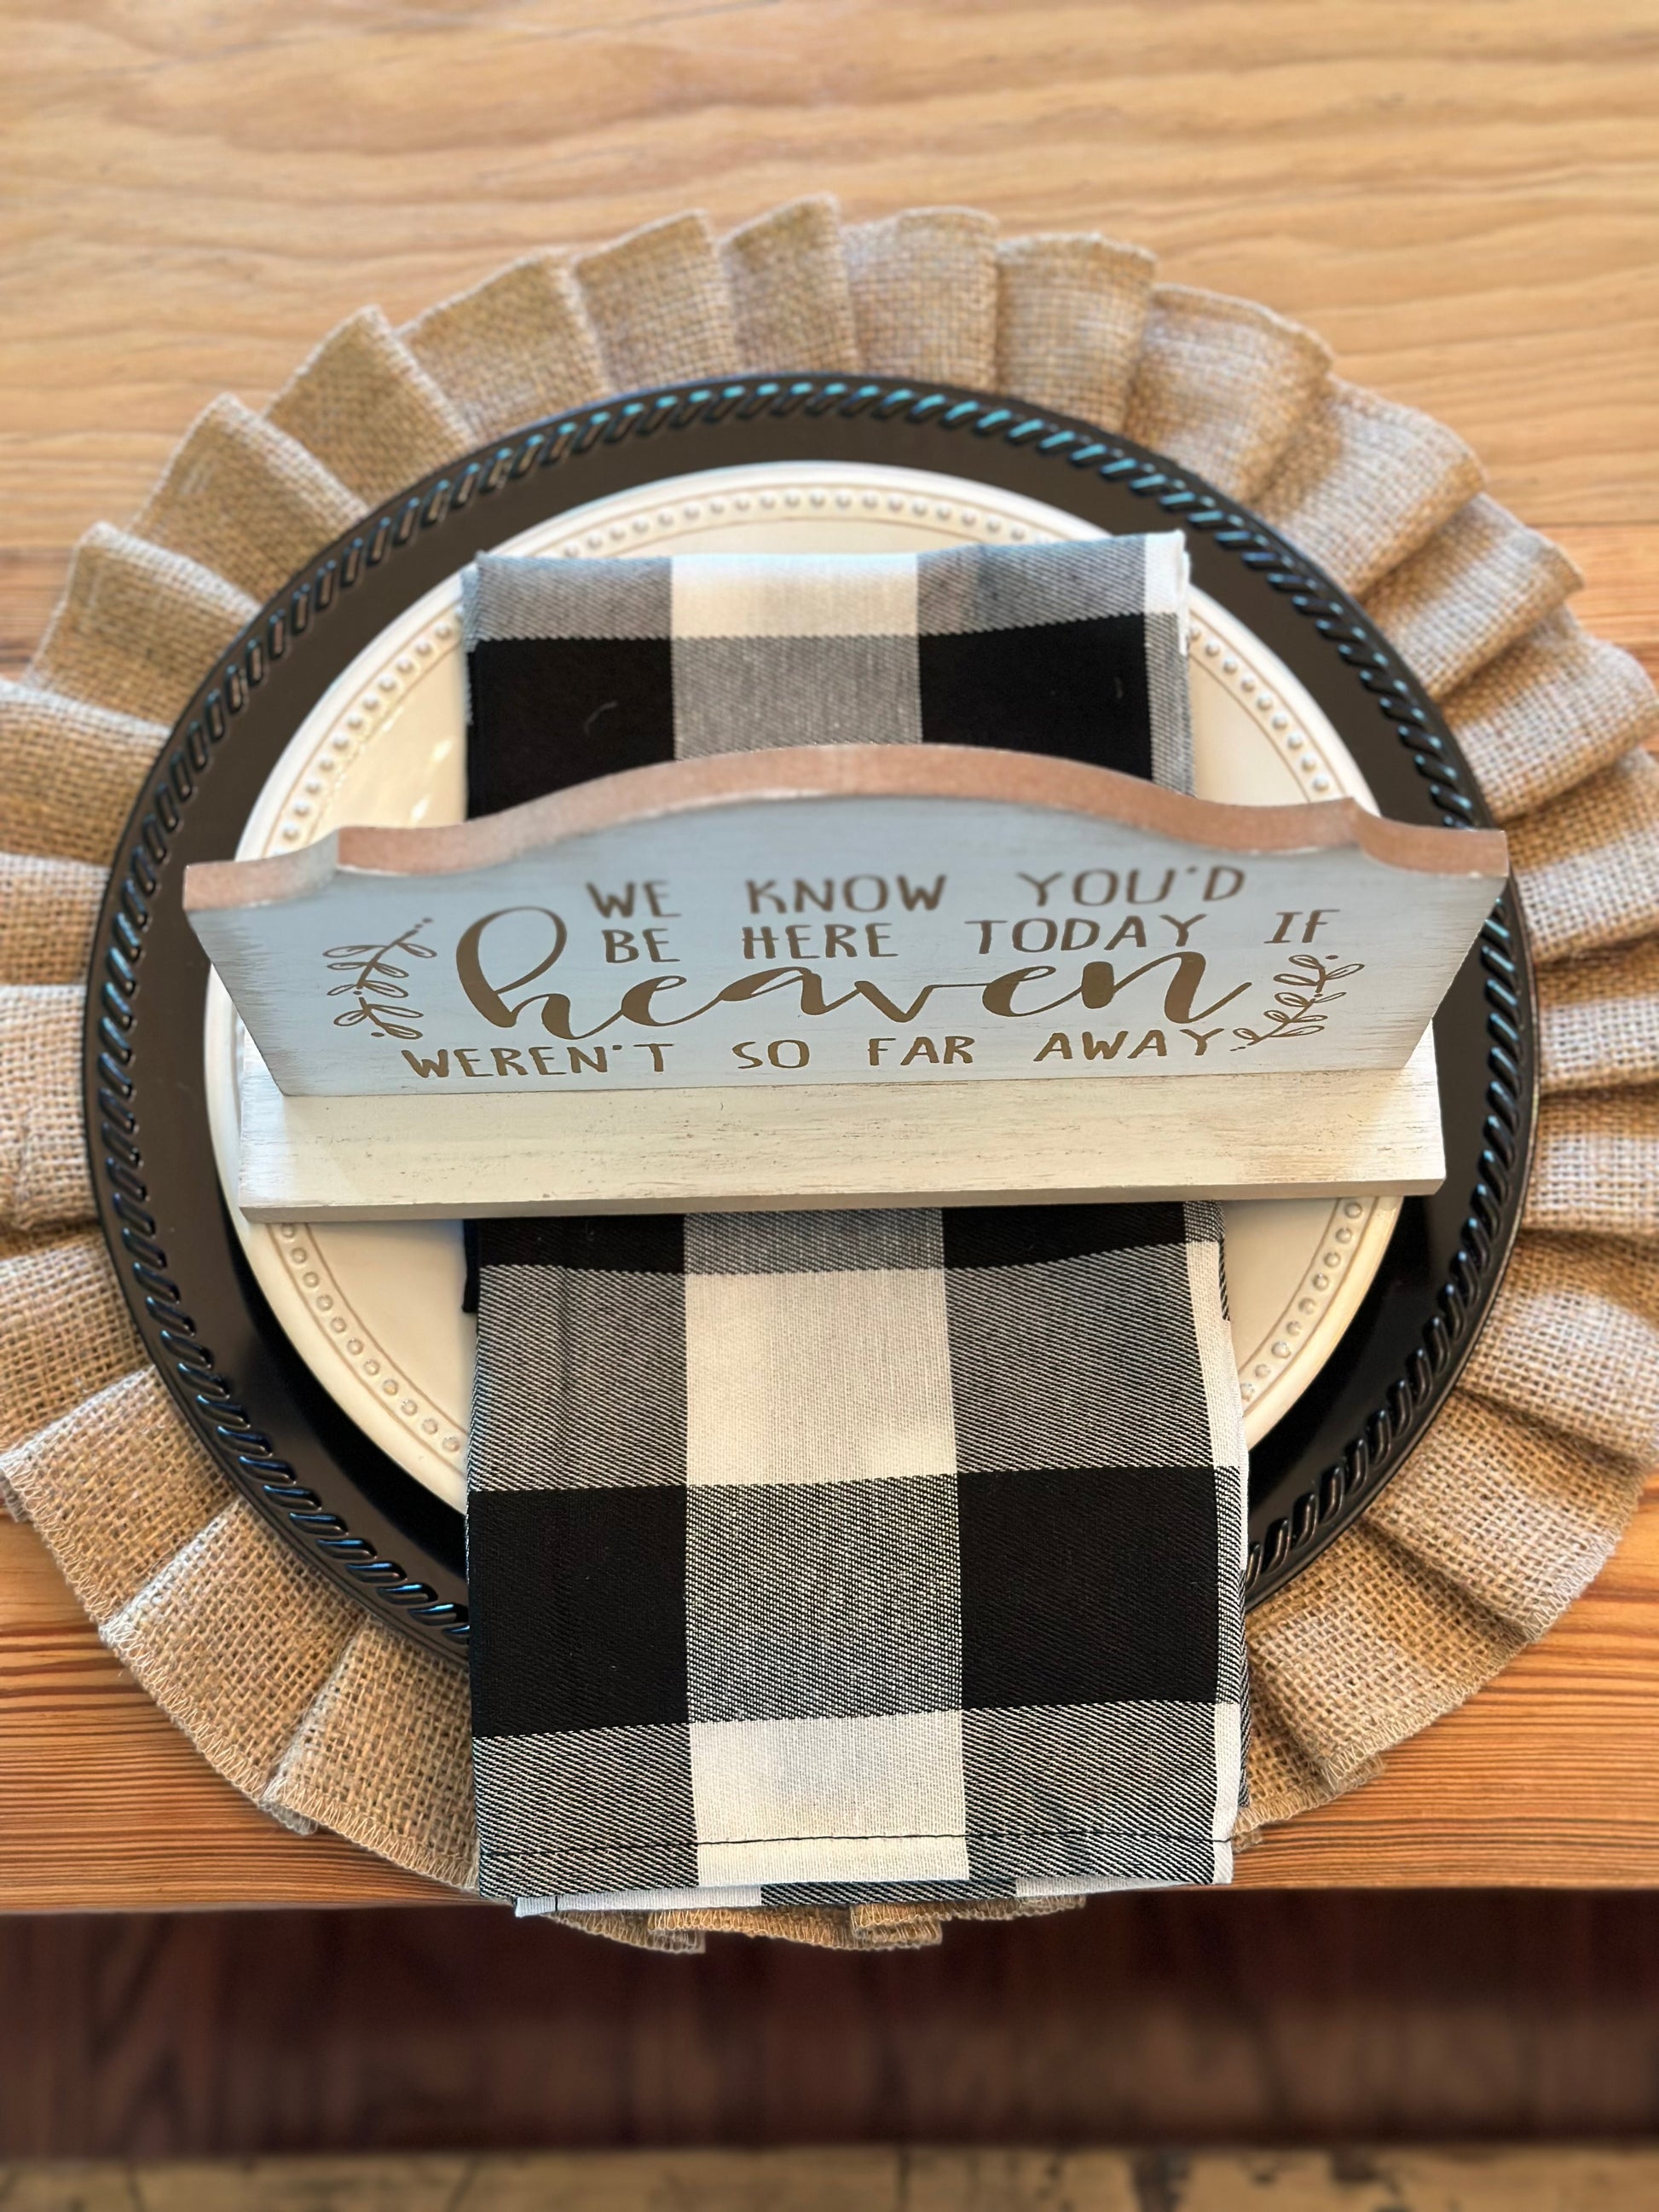 WE KNOW YOU'D
BE HERE TODAY IF
heaven
WEREN'T SO FAR AWAY